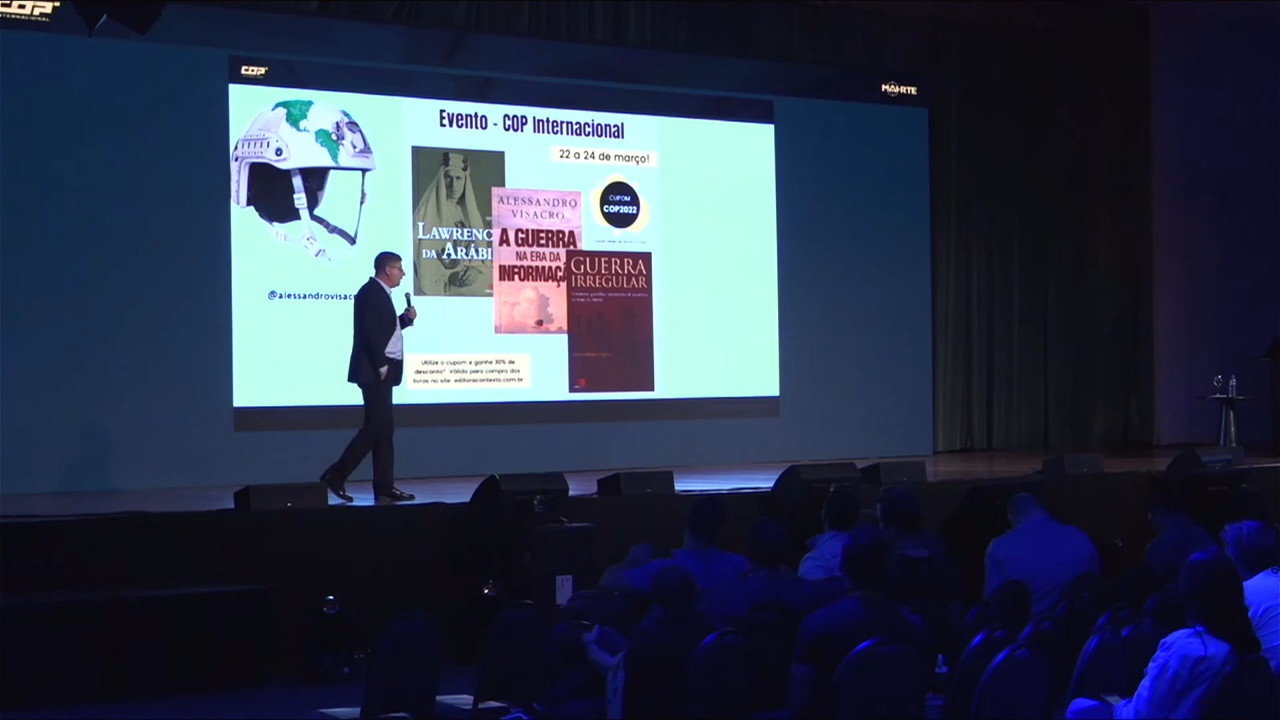 COP
INTERNACIONAL
COP
MAHRTE
Evento - COP Internacional
22 a 24 de março!
CUPOM
COP2022
LAWRENC
DA ARÁBI
ALESSANDRO
VISACRO
A GUERRA
NA ERA DA
INFORMAÇÃ
GUERRA
IRREGULAR
@alessandrovisac
Utilize o cupom e ganhe 30% de
desconto* Válido para compra dos
livros no site: editoracontexto.com.br